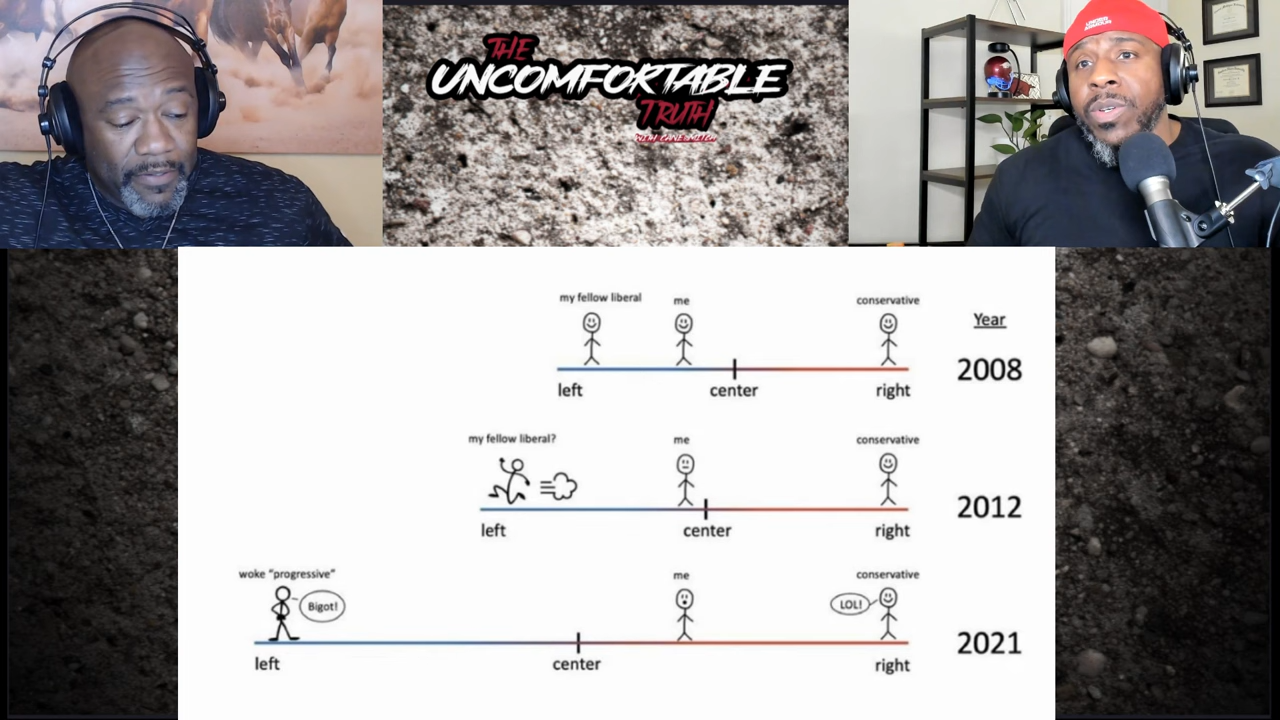 THE
UNCOMFORTABLE
TRUTH
my fellow liberal
me
conservative
Year
left
center
right
2008
my fellow liberal?
me
conservative
left
center
right
2012
woke "progressive"
me
conservative
Bigot!
LOL!
left
center
right
2021